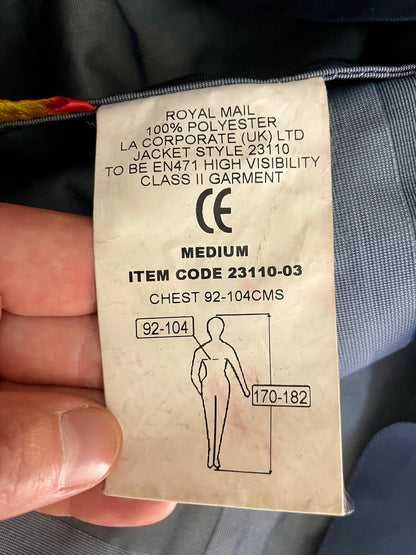 ROYAL MAIL
100% POLYESTER
LA CORPORATE (UK) LTD
JACKET STYLE 23110
TO BE EN471 HIGH VISIBILITY
CLASS II GARMENT
CE
MEDIUM
ITEM CODE 23110-03
CHEST 92-104CMS
92-104
170-182